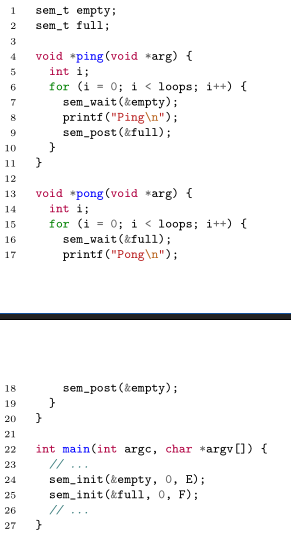 1 sem_t empty;
2 sem_t full;
3
4 void *ping(void *arg) {
5 int i;
6 for (i = 0; i < loops; i++) {
7 sem_wait(&empty);
8 printf("Ping\n");
9 sem_post(&full);
10 }
11 }
12
13 void *pong(void *arg) {
14 int i;
15 for (i = 0; i < loops; i++) {
16 sem_wait(&full);
17 printf("Pong\n");
18 sem_post(&empty);
19 }
20 }
21
22 int main(int argc, char *argv[]) {
23 // ...
24 sem_init(&empty, 0, E);
25 sem_init(&full, 0, F);
26 // ...
27 }